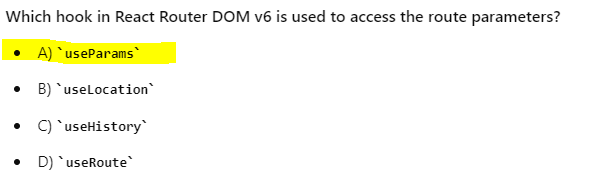 Which hook in React Router DOM v6 is used to access the route parameters?
• A) `useParams`
• B) `useLocation`
• C) `useHistory`
• D) `useRoute`